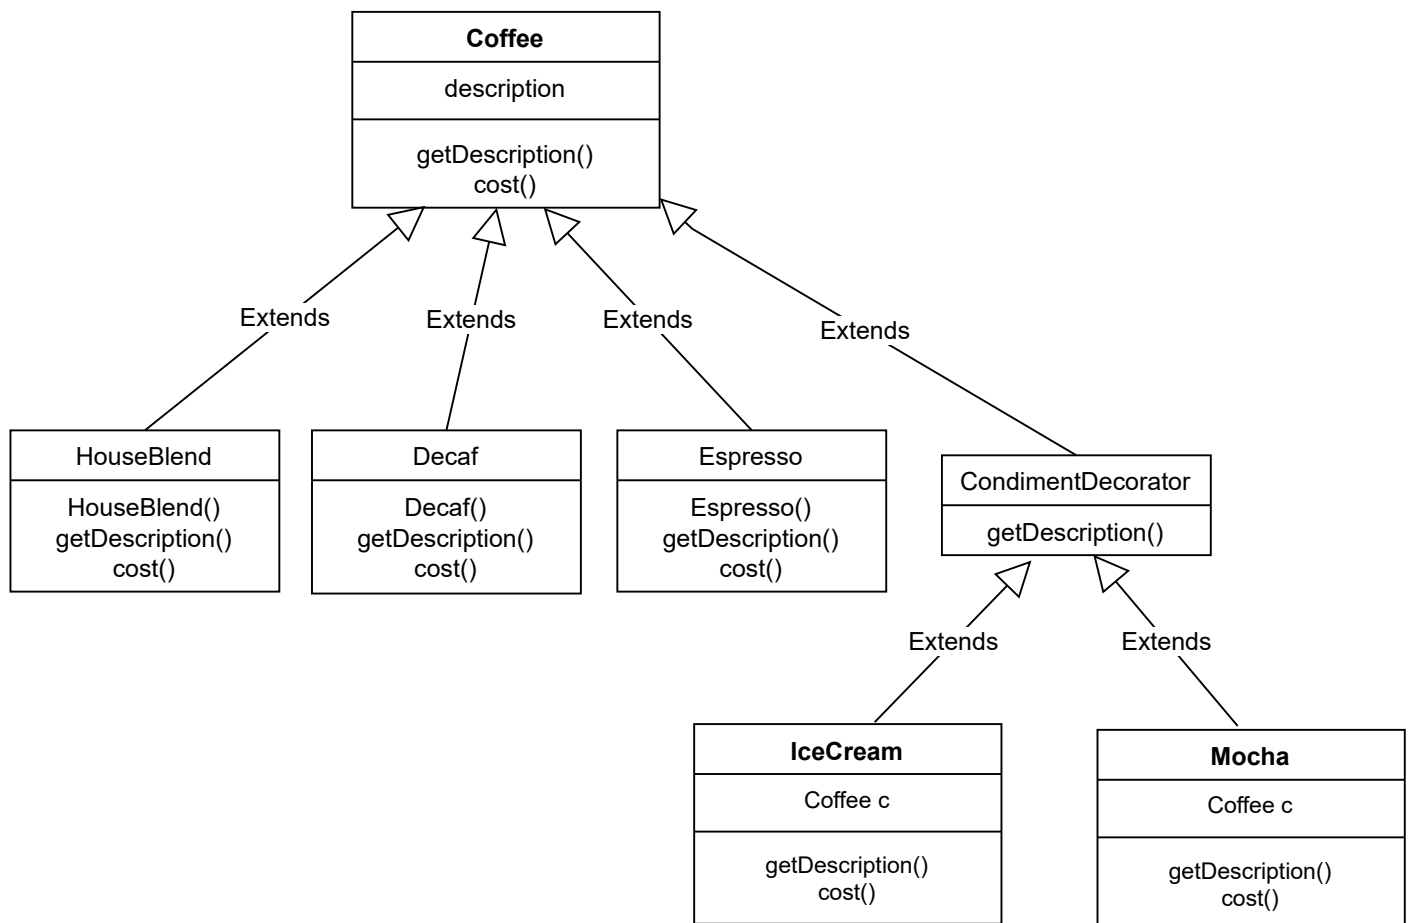 Coffee
description
getDescription()
cost()
Extends
Extends
Extends
Extends
HouseBlend
HouseBlend()
getDescription()
cost()
Decaf
Decaf()
getDescription()
cost()
Espresso
Espresso()
getDescription()
cost()
CondimentDecorator
getDescription()
Extends
Extends
IceCream
Coffee c
getDescription()
cost()
Mocha
Coffee c
getDescription()
cost()